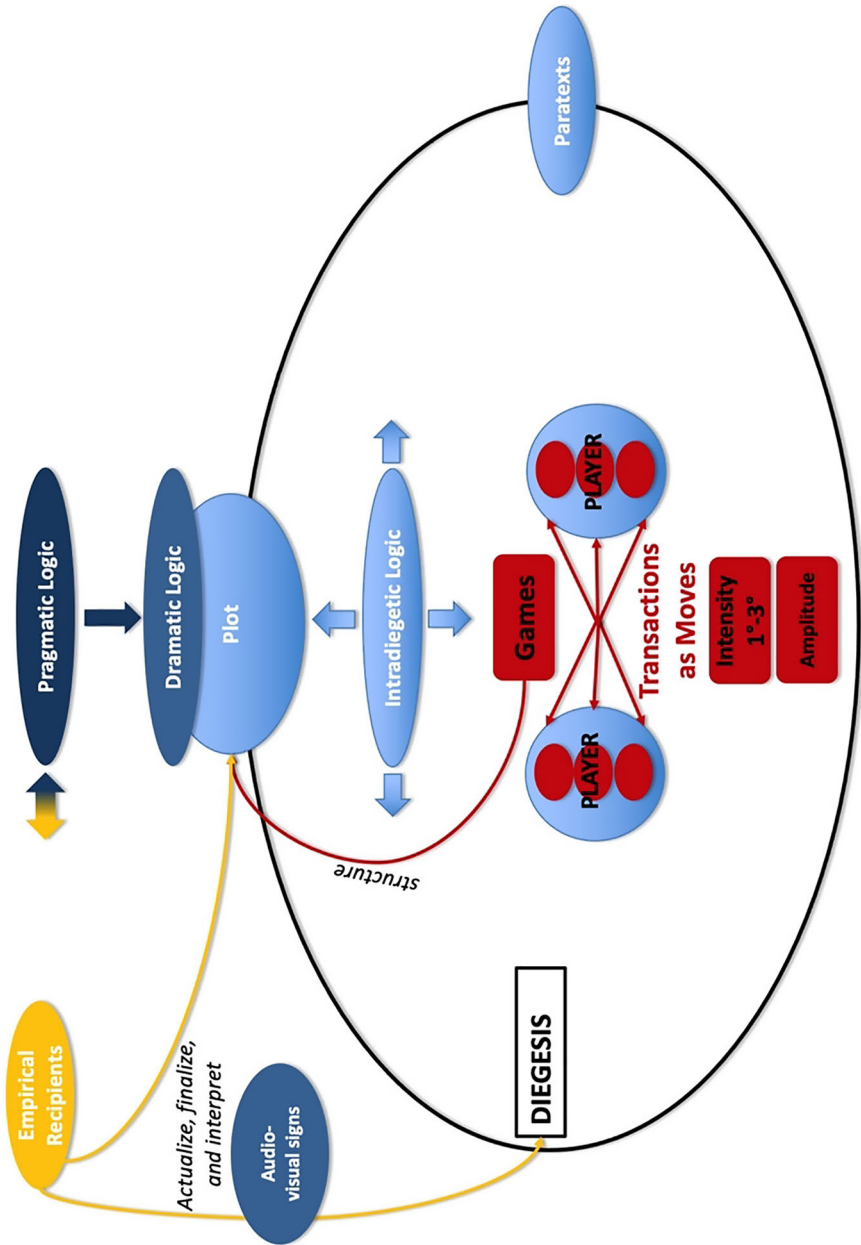 Empirical
Recipients
Pragmatic Logic
Actualize, finalize,
and interpret
Audio-
visual signs
Dramatic Logic
Plot
structure
Intradiegetic Logic
DIEGESIS
Games
PLAYER
PLAYER
Transactions
as Moves
Intensity
1°-3°
Amplitude
Paratexts